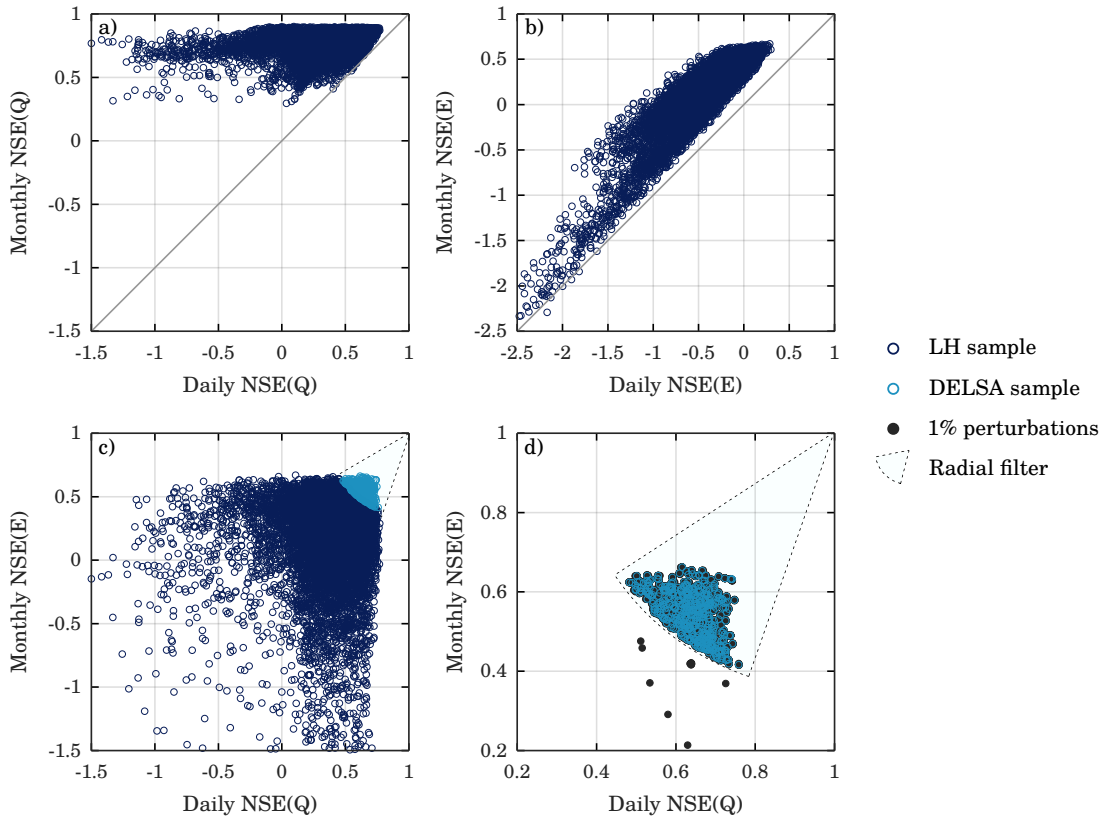 a)
1
0.5
0
-0.5
-1
-1.5
-1.5 -1 -0.5 0 0.5 1
Daily NSE(Q)
Monthly NSE(Q)
b)
1
0.5
0
-0.5
-1
-1.5
-2
-2.5
-2.5 -2 -1.5 -1 -0.5 0 0.5 1
Daily NSE(E)
Monthly NSE(E)
LH sample
DELSA sample
1% perturbations
Radial filter
c)
1
0.5
0
-0.5
-1
-1.5
-1.5 -1 -0.5 0 0.5 1
Daily NSE(Q)
Monthly NSE(E)
d)
1
0.8
0.6
0.4
0.2
0.2 0.4 0.6 0.8 1
Daily NSE(Q)
Monthly NSE(E)